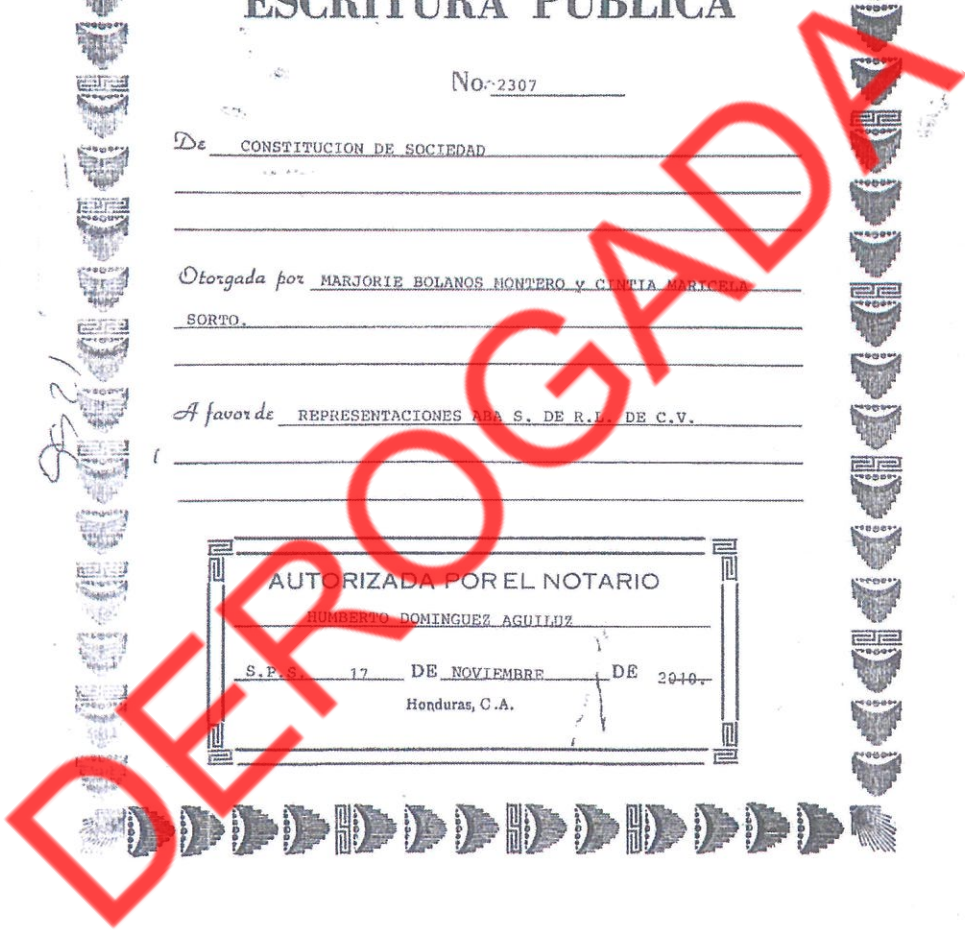 ESCRITURA PUBLICA
No. 2307
De CONSTITUCION DE SOCIEDAD
Otorgada por MARJORIE BOLANOS MONTERO y CINTIA MARICELA
SORTO.
A favor de REPRESENTACIONES ABA S. DE R.L. DE C.V.
AUTORIZADA POR EL NOTARIO
HUMBERTO DOMINGUEZ AGUILUZ
S.P.S. 17 DE NOVIEMBRE DE 2010.
Honduras, C.A.
DEROGADA